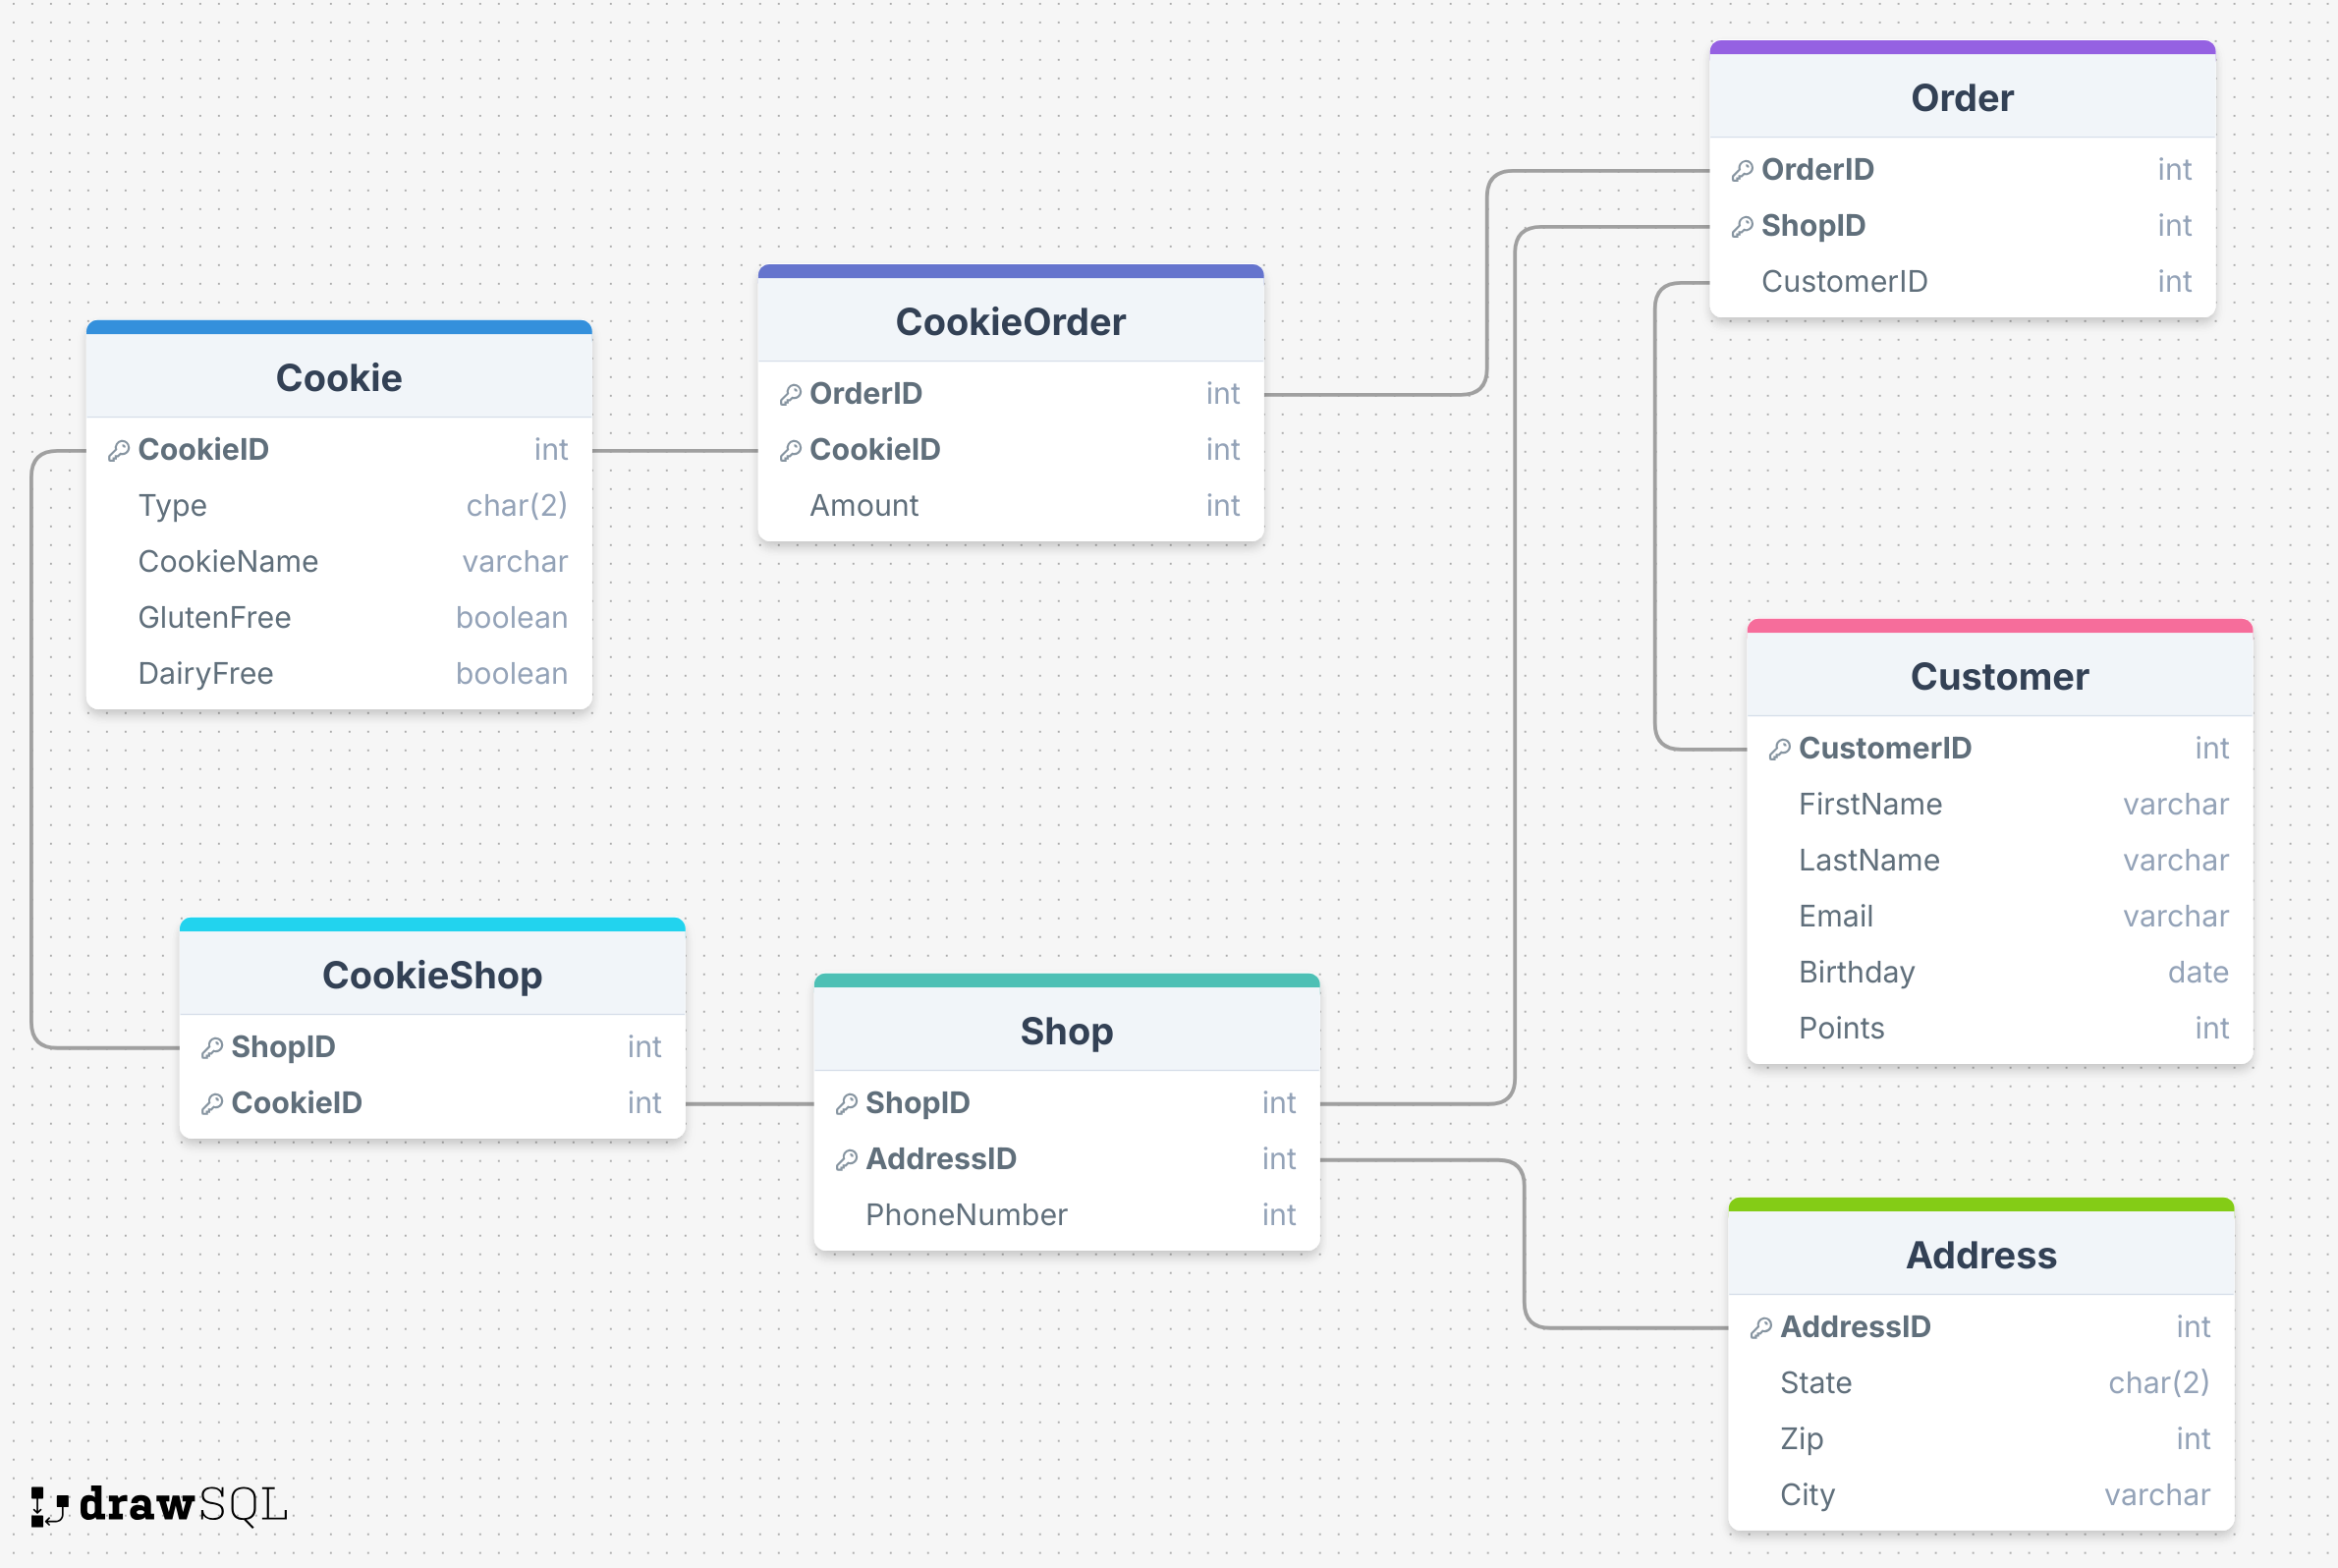 Order
OrderID int
ShopID int
CustomerID int
CookieOrder
OrderID int
CookieID int
Amount int
Cookie
CookieID int
Type char(2)
CookieName varchar
GlutenFree boolean
DairyFree boolean
Customer
CustomerID int
FirstName varchar
LastName varchar
Email varchar
Birthday date
Points int
CookieShop
ShopID int
CookieID int
Shop
ShopID int
AddressID int
PhoneNumber int
Address
AddressID int
State char(2)
Zip int
City varchar
drawSQL